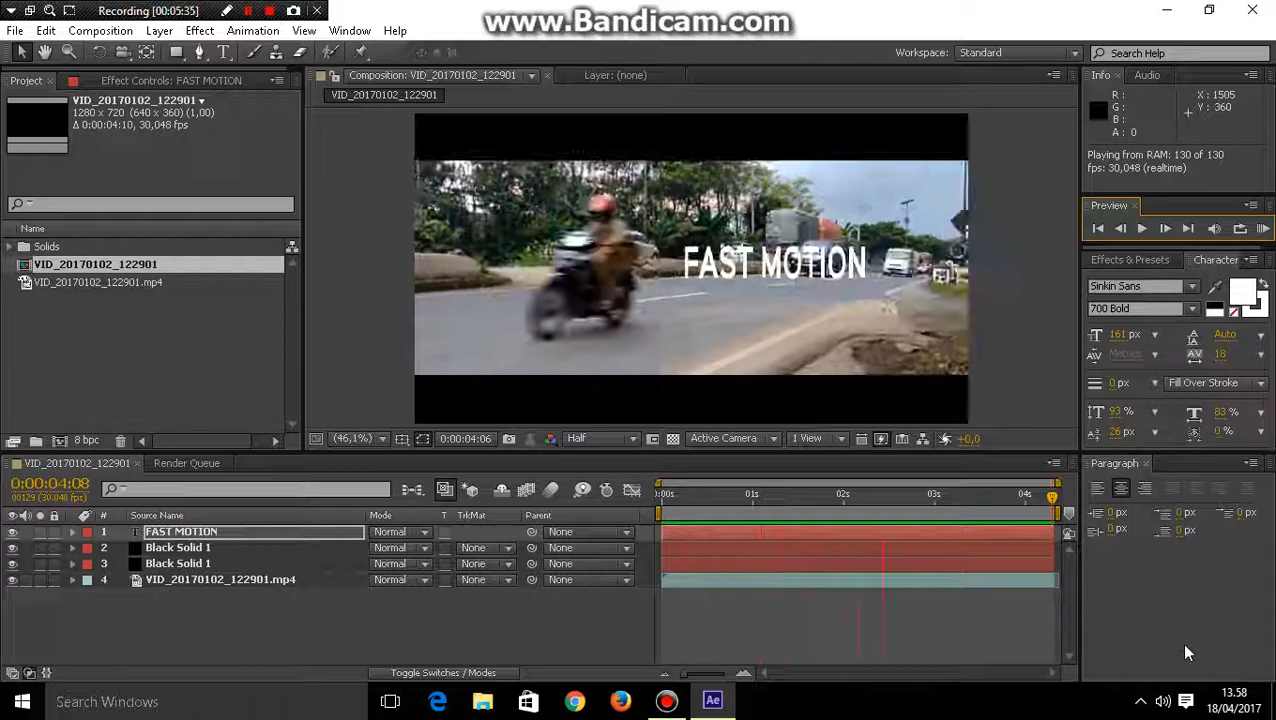 Recording [00:05:35]
www.Bandicam.com
File Edit Composition Layer Effect Animation View Window Help
Workspace: Standard
Search Help
Project Effect Controls: FAST MOTION
Composition: VID_20170102_122901
Layer: (none)
Info Audio
VID_20170102_122901
1280 x 720 (640 x 360) (1,00)
Δ 0:00:04:10, 30,048 fps
VID_20170102_122901
R :
G :
B :
A : 0
X : 1505
Y : 360
Playing from RAM: 130 of 130
fps: 30,048 (realtime)
Preview
Name
Solids
VID_20170102_122901
VID_20170102_122901.mp4
FAST MOTION
Effects & Presets Character
Sinkin Sans
700 Bold
161 px Auto
Metrics 18
0 px Fill Over Stroke
93 % 83 %
26 px 0 %
8 bpc
(46,1%) 0:00:04:06 Half Active Camera 1 View +0,0
VID_20170102_122901 Render Queue
Paragraph
0:00:04:08
00129 (30.048 fps)
0 px 0 px 0 px
0 px 0 px
# Source Name Mode T TrkMat Parent
:00s 01s 02s 03s 04s
1 T FAST MOTION Normal None
2 Black Solid 1 Normal None None
3 Black Solid 1 Normal None None
4 VID_20170102_122901.mp4 Normal None None
Toggle Switches / Modes
Search Windows
Ae
13.58
18/04/2017